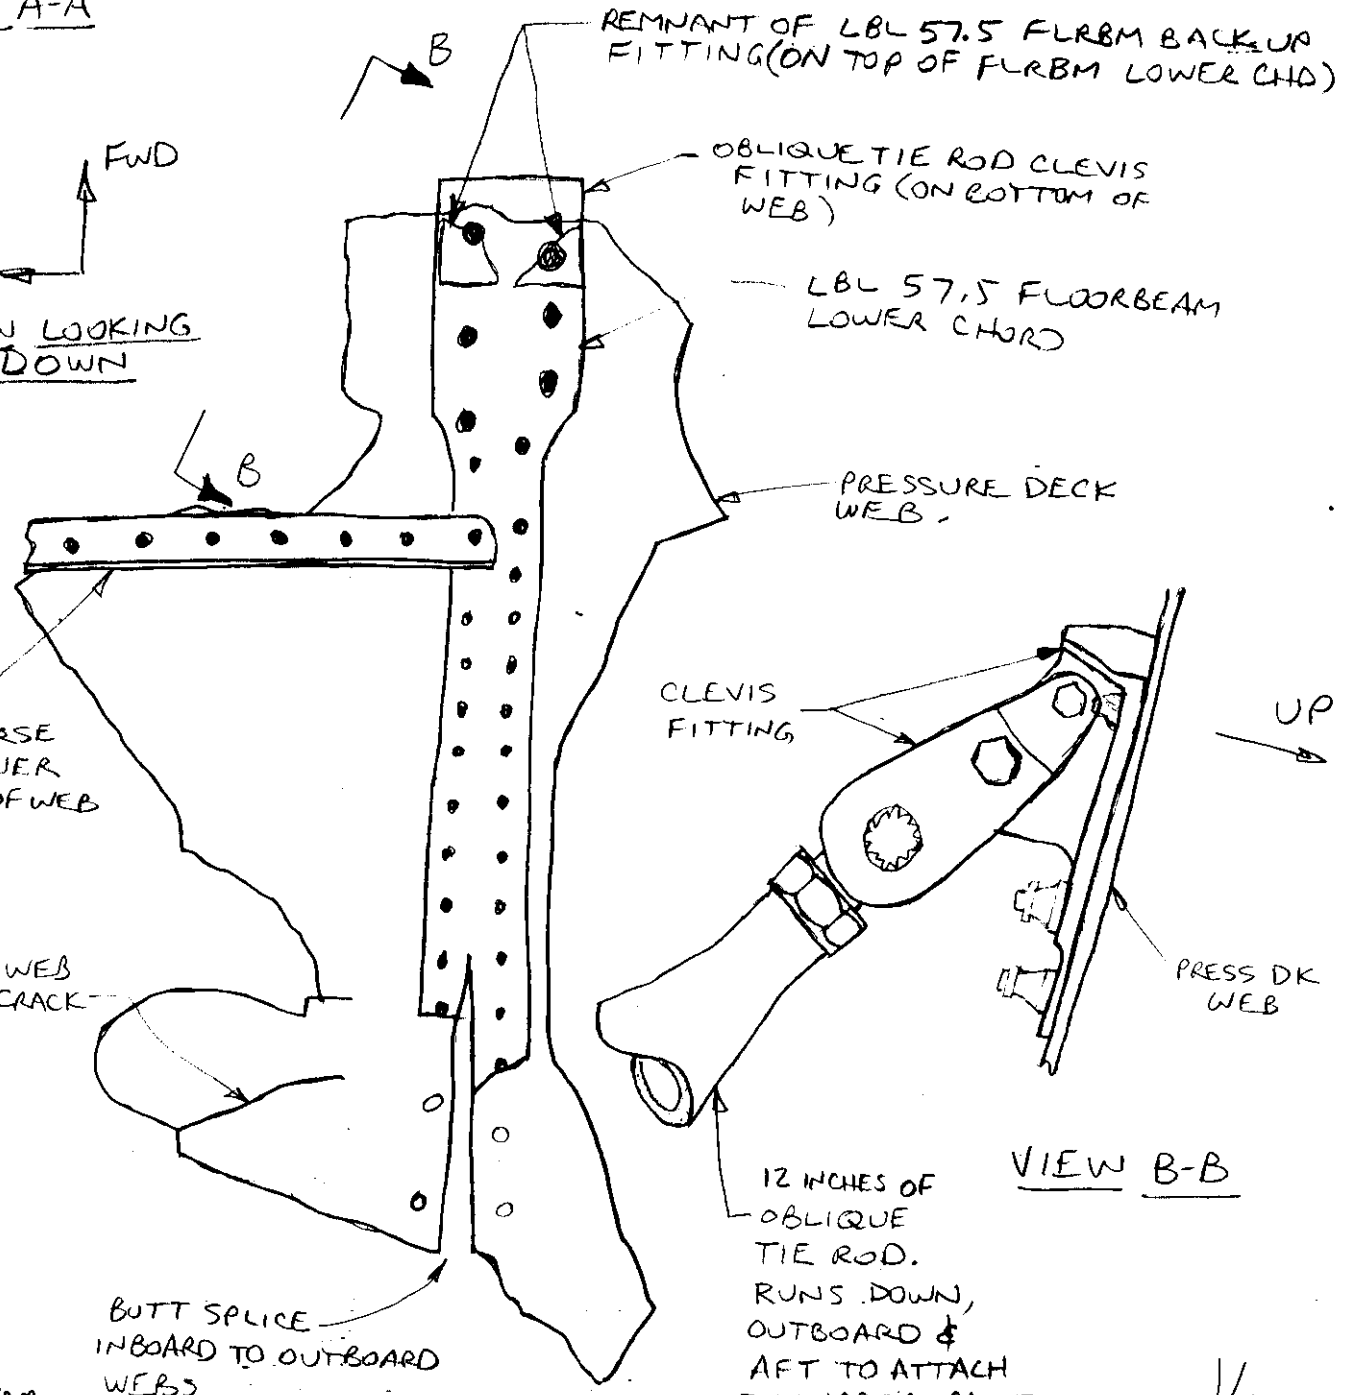 A-A
REMNANT OF LBL 57.5 FLRBM BACK-UP
FITTING (ON TOP OF FLRBM LOWER CHD)
B
FWD
OBLIQUE TIE ROD CLEVIS
FITTING (ON BOTTOM OF
WEB)
LOOKING
DOWN
LBL 57.5 FLOORBEAM
LOWER CHORD
B
PRESSURE DECK
WEB.
CLEVIS
FITTING
UP
OF WEB
WEB
CRACK
PRESS DK
WEB
VIEW B-B
12 INCHES OF
OBLIQUE
TIE ROD.
RUNS DOWN,
OUTBOARD &
AFT TO ATTACH
BUTT SPLICE
INBOARD TO OUTBOARD
WEBS